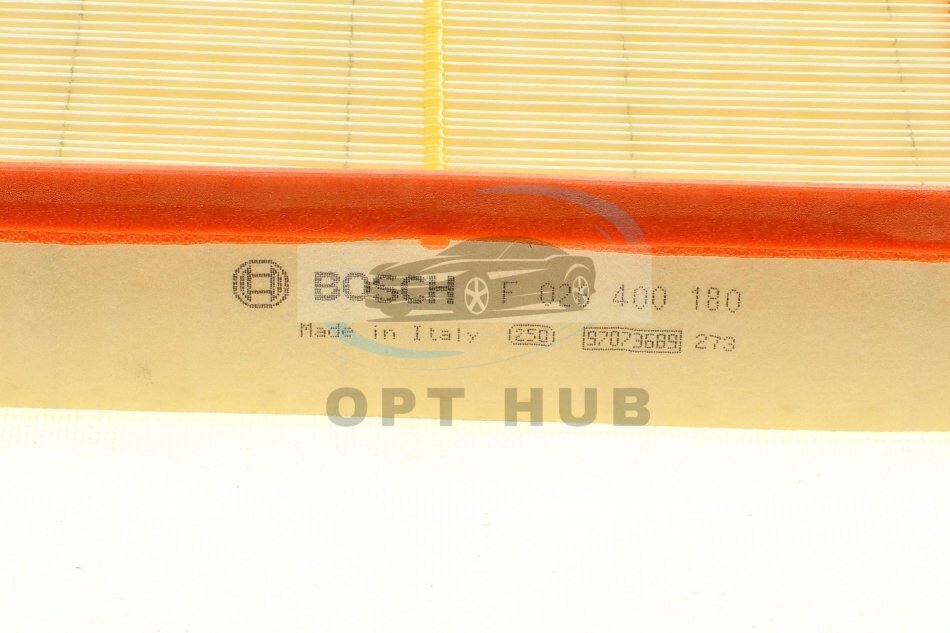 BOSCH F 026 400 180
Made in Italy 250 97073689 273
OPT HUB